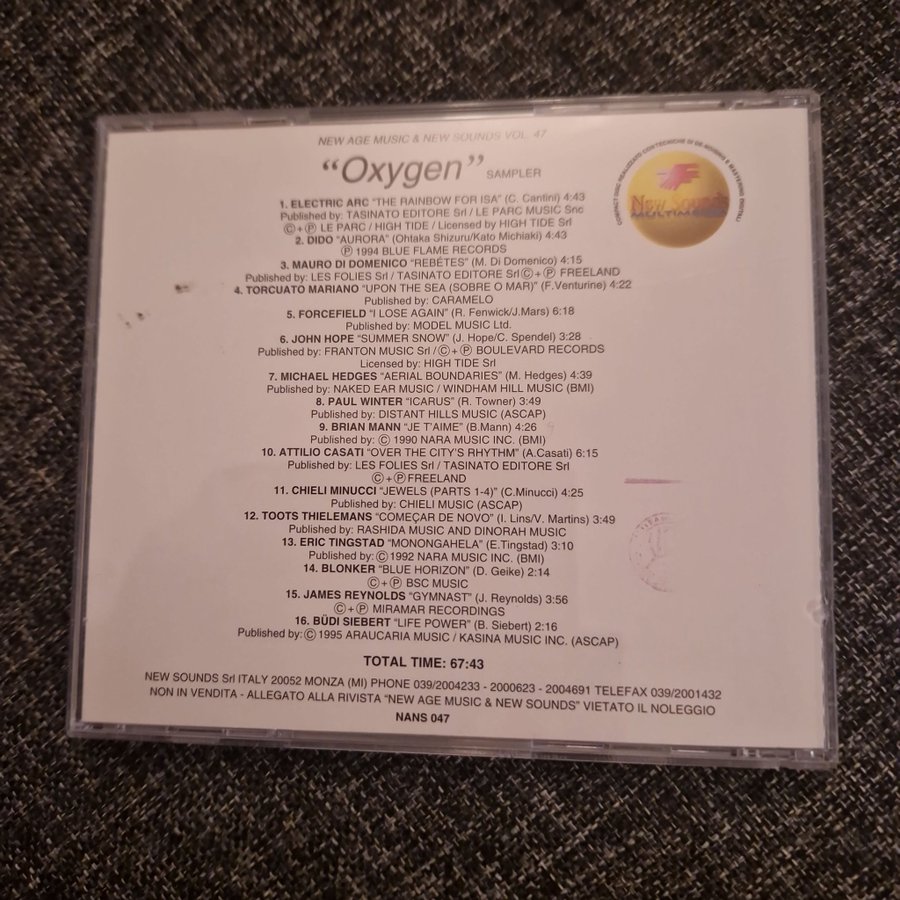 NEW AGE MUSIC & NEW SOUNDS VOL. 47
“Oxygen” SAMPLER
1. ELECTRIC ARC “THE RAINBOW FOR ISA” (C. Cantini) 4:43
Published by: TASINATO EDITORE Srl / LE PARC MUSIC Snc
Ⓒ+Ⓟ LE PARC / HIGH TIDE / Licensed by HIGH TIDE Srl
2. DIDO “AURORA” (Ohtaka Shizuru/Kato Michiaki) 4:43
Ⓟ 1994 BLUE FLAME RECORDS
3. MAURO DI DOMENICO “REBÉTES” (M. Di Domenico) 4:15
Published by: LES FOLIES Srl / TASINATO EDITORE SrlⒸ+Ⓟ FREELAND
4. TORCUATO MARIANO “UPON THE SEA (SOBRE O MAR)” (F.Venturine) 4:22
Published by: CARAMELO
5. FORCEFIELD “I LOSE AGAIN” (R. Fenwick/J.Mars) 6:18
Published by: MODEL MUSIC Ltd.
6. JOHN HOPE “SUMMER SNOW” (J. Hope/C. Spendel) 3:28
Published by: FRANTON MUSIC Srl /Ⓒ+Ⓟ BOULEVARD RECORDS
Licensed by: HIGH TIDE Srl
7. MICHAEL HEDGES “AERIAL BOUNDARIES” (M. Hedges) 4:39
Published by: NAKED EAR MUSIC / WINDHAM HILL MUSIC (BMI)
8. PAUL WINTER “ICARUS” (R. Towner) 3:49
Published by: DISTANT HILLS MUSIC (ASCAP)
9. BRIAN MANN “JE T'AIME” (B.Mann) 4:26
Published by: Ⓒ 1990 NARA MUSIC INC. (BMI)
10. ATTILIO CASATI “OVER THE CITY'S RHYTHM” (A.Casati) 6:15
Published by: LES FOLIES Srl / TASINATO EDITORE Srl
Ⓒ+ⓅFREELAND
11. CHIELI MINUCCI “JEWELS (PARTS 1-4)” (C.Minucci) 4:25
Published by: CHIELI MUSIC (ASCAP)
12. TOOTS THIELEMANS “COMEÇAR DE NOVO” (I. Lins/V. Martins) 3:49
Published by: RASHIDA MUSIC AND DINORAH MUSIC
13. ERIC TINGSTAD “MONONGAHELA” (E.Tingstad) 3:10
Published by:Ⓒ 1992 NARA MUSIC INC. (BMI)
14. BLONKER “BLUE HORIZON” (D. Geike) 2:14
Ⓒ+Ⓟ BSC MUSIC
15. JAMES REYNOLDS “GYMNAST” (J. Reynolds) 3:56
Ⓒ+Ⓟ MIRAMAR RECORDINGS
16. BÜDI SIEBERT “LIFE POWER” (B. Siebert) 2:16
Published by:Ⓒ 1995 ARAUCARIA MUSIC / KASINA MUSIC INC. (ASCAP)
TOTAL TIME: 67:43
NEW SOUNDS Srl ITALY 20052 MONZA (MI) PHONE 039/2004233 - 2000623 - 2004691 TELEFAX 039/2001432
NON IN VENDITA - ALLEGATO ALLA RIVISTA “NEW AGE MUSIC & NEW SOUNDS” VIETATO IL NOLEGGIO
NANS 047
COMPACT DISC REALIZZATO CON TECNICHE DI DE-NOISING E MASTERING DIGITALI
New Sounds
MULTIMEDIA